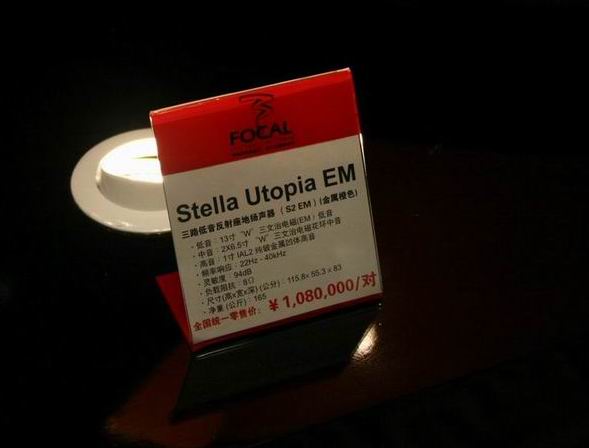 FOCAL
Stella Utopia EM
三路低音反射座地扬声器 (S2 EM) (金属橙色)
· 低音：13寸 "W" 三文治电磁(EM) 低音
· 中音：2X6.5寸 "W" 三文治电磁花环中音
· 高音：1寸 IAL2 纯铍金属凹体高音
· 频率响应：22Hz - 40kHz
· 灵敏度：94dB
· 负载阻抗：8Ω
· 尺寸(高x宽x深) (公分)：115.8x 55.3 x 83
· 净重 (公斤)：165
全国统一零售价：¥1,080,000/对